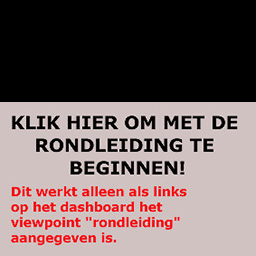 KLIK HIER OM MET DE
RONDLEIDING TE
BEGINNEN!
Dit werkt alleen als links
op het dashboard het
viewpoint "rondleiding"
aangegeven is.